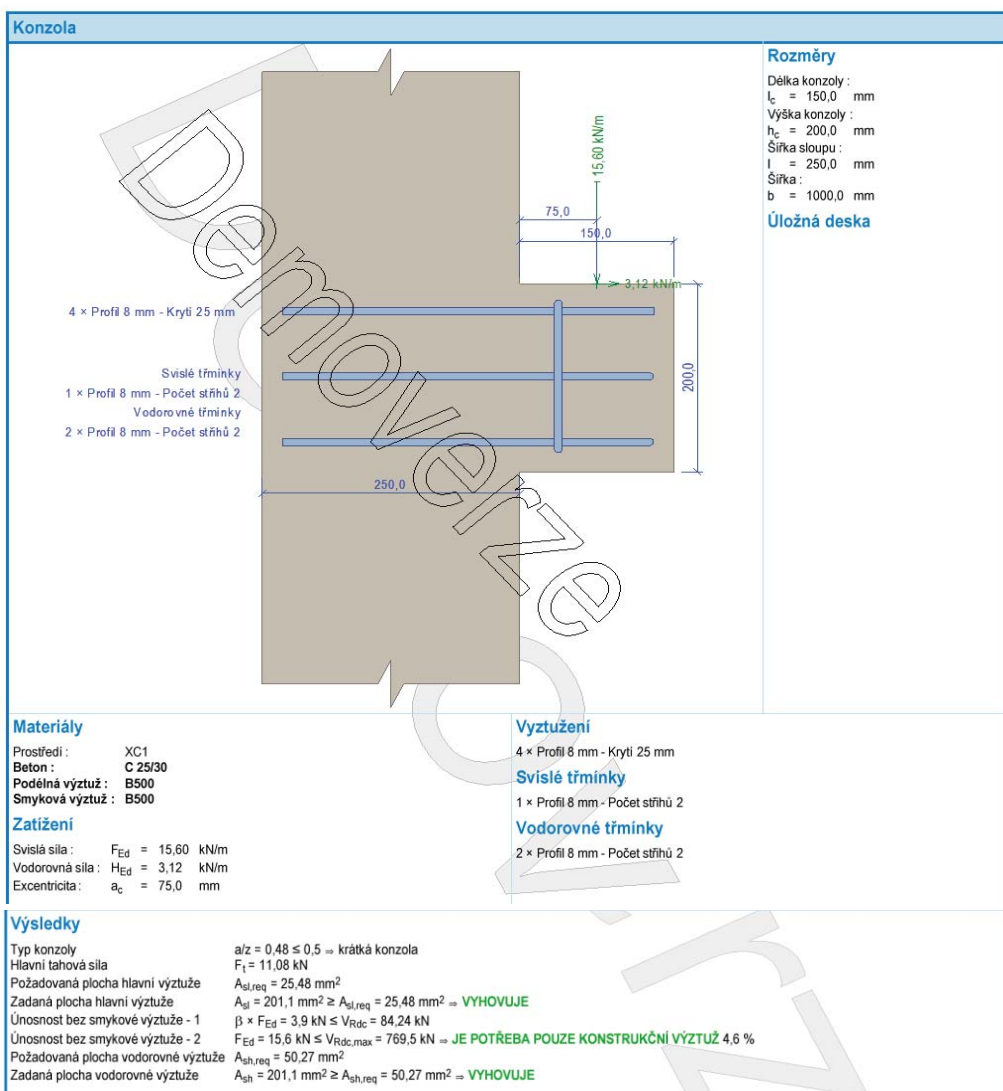 Konzola
Rozměry
Délka konzoly :
lc = 150,0 mm
Výška konzoly :
hc = 200,0 mm
Šířka sloupu :
l = 250,0 mm
Šířka :
b = 1000,0 mm
Úložná deska
15,60 kN/m
75,0
150,0
3,12 kN/m
4 × Profil 8 mm - Krytí 25 mm
Svislé třmínky
1 × Profil 8 mm - Počet střihů 2
Vodorovné třmínky
2 × Profil 8 mm - Počet střihů 2
200,0
250,0
Demoverze
Materiály
Prostředí : XC1
Beton : C 25/30
Podélná výztuž : B500
Smyková výztuž : B500
Zatížení
Svislá síla : FEd = 15,60 kN/m
Vodorovná síla : HEd = 3,12 kN/m
Excentricita : ac = 75,0 mm
Vyztužení
4 × Profil 8 mm - Krytí 25 mm
Svislé třmínky
1 × Profil 8 mm - Počet střihů 2
Vodorovné třmínky
2 × Profil 8 mm - Počet střihů 2
Výsledky
Typ konzoly a/z = 0,48 ≤ 0,5 ⇒ krátká konzola
Hlavní tahová síla Ft = 11,08 kN
Požadovaná plocha hlavní výztuže Asl,req = 25,48 mm²
Zadaná plocha hlavní výztuže Asl = 201,1 mm² ≥ Asl,req = 25,48 mm² ⇒ VYHOVUJE
Únosnost bez smykové výztuže - 1 β × FEd = 3,9 kN ≤ VRdc = 84,24 kN
Únosnost bez smykové výztuže - 2 FEd = 15,6 kN ≤ VRdc,max = 769,5 kN ⇒ JE POTŘEBA POUZE KONSTRUKČNÍ VÝZTUŽ 4,6 %
Požadovaná plocha vodorovné výztuže Ash,req = 50,27 mm²
Zadaná plocha vodorovné výztuže Ash = 201,1 mm² ≥ Ash,req = 50,27 mm² ⇒ VYHOVUJE